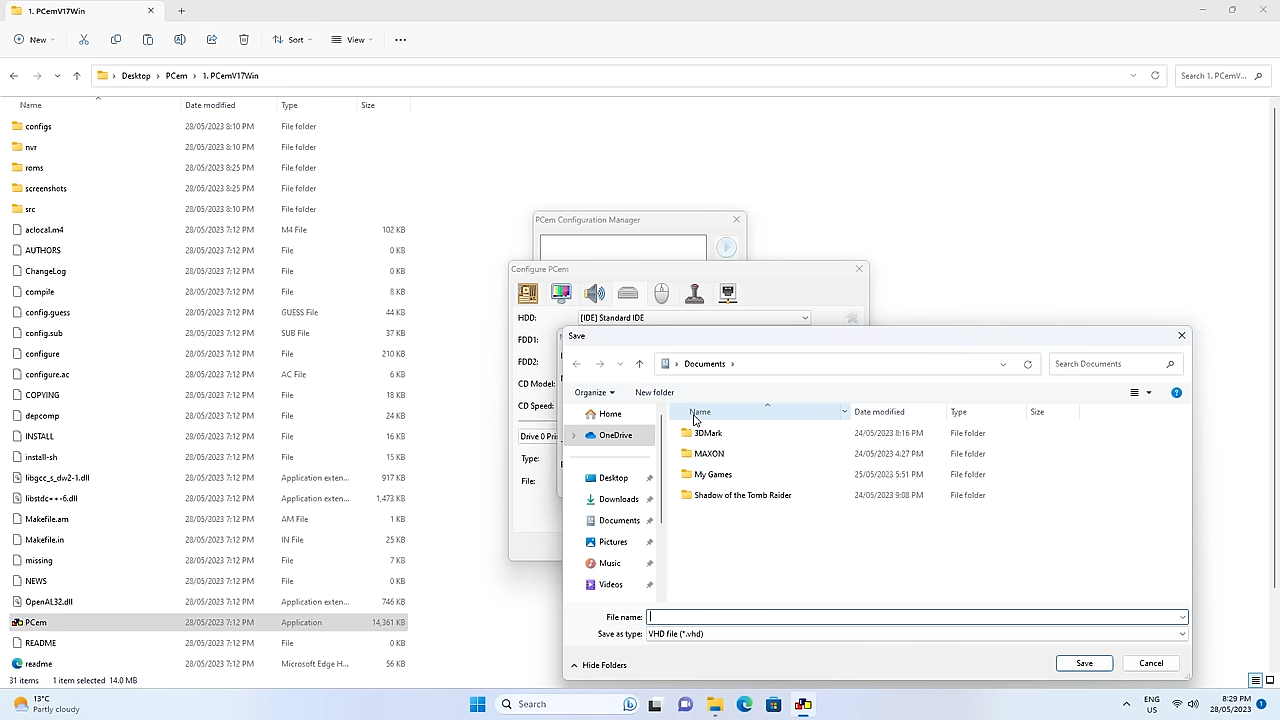 1. PCemV17Win
New
Sort
View
Desktop
PCem
1. PCemV17Win
Search 1. PCemV...
Name
Date modified
Type
Size
configs 28/05/2023 8:10 PM File folder
nvr 28/05/2023 8:10 PM File folder
roms 28/05/2023 8:25 PM File folder
screenshots 28/05/2023 8:25 PM File folder
src 28/05/2023 8:10 PM File folder
aclocal.m4 28/05/2023 7:12 PM M4 File 102 KB
AUTHORS 28/05/2023 7:12 PM File 0 KB
ChangeLog 28/05/2023 7:12 PM File 0 KB
compile 28/05/2023 7:12 PM File 8 KB
config.guess 28/05/2023 7:12 PM GUESS File 44 KB
config.sub 28/05/2023 7:12 PM SUB File 37 KB
configure 28/05/2023 7:12 PM File 210 KB
configure.ac 28/05/2023 7:12 PM AC File 6 KB
COPYING 28/05/2023 7:12 PM File 18 KB
depcomp 28/05/2023 7:12 PM File 24 KB
INSTALL 28/05/2023 7:12 PM File 16 KB
install-sh 28/05/2023 7:12 PM File 15 KB
libgcc_s_dw2-1.dll 28/05/2023 7:12 PM Application exten... 917 KB
libstdc++-6.dll 28/05/2023 7:12 PM Application exten... 1,473 KB
Makefile.am 28/05/2023 7:12 PM AM File 1 KB
Makefile.in 28/05/2023 7:12 PM IN File 25 KB
missing 28/05/2023 7:12 PM File 7 KB
NEWS 28/05/2023 7:12 PM File 0 KB
OpenAL32.dll 28/05/2023 7:12 PM Application exten... 746 KB
PCem 28/05/2023 7:12 PM Application 14,361 KB
README 28/05/2023 7:12 PM File 0 KB
readme 28/05/2023 7:12 PM Microsoft Edge H... 56 KB
31 items 1 item selected 14.0 MB
PCem Configuration Manager
Configure PCem
HDD: [IDE] Standard IDE
FDD1:
FDD2:
CD Model:
CD Speed:
Drive 0 Pri
Type:
File:
Save
Documents
Search Documents
Organize
New folder
Home
OneDrive
Desktop
Downloads
Documents
Pictures
Music
Videos
Name Date modified Type Size
3DMark 24/05/2023 8:16 PM File folder
MAXON 24/05/2023 4:27 PM File folder
My Games 25/05/2023 5:51 PM File folder
Shadow of the Tomb Raider 24/05/2023 9:08 PM File folder
File name:
Save as type: VHD file (*.vhd)
Hide Folders
Save
Cancel
13°C
Partly cloudy
Search
ENG
US
8:29 PM
28/05/2023
1